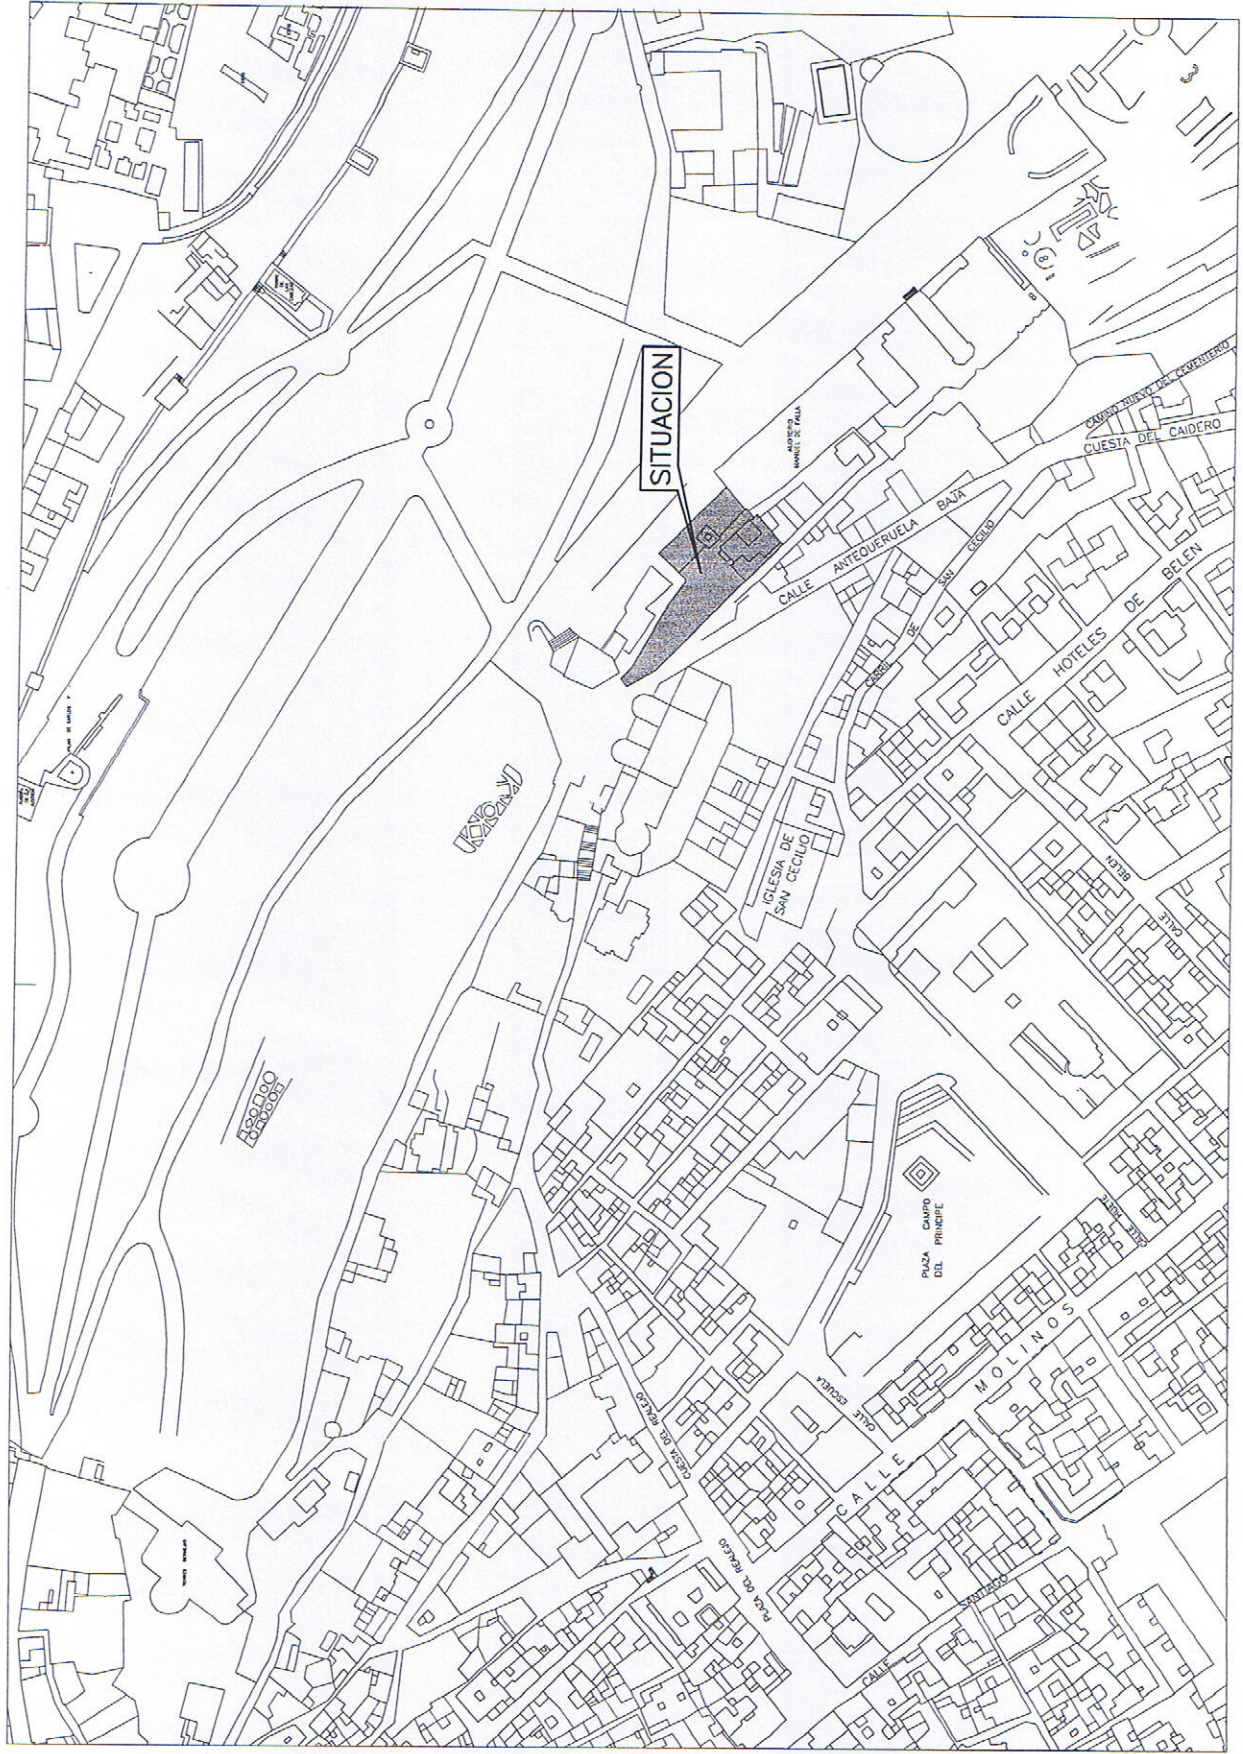 SITUACION
AUDITORIO
MANUEL DE FALLA
CAMINO NUEVO DEL CEMENTERIO
CUESTA DEL CAIDERO
CALLE ANTEQUERUELA BAJA
CARRIL DE SAN CECILIO
CALLE HOTELES DE BELEN
IGLESIA DE
SAN CECILIO
CALLE BELEN
PLAZA CAMPO
DEL PRINCIPE
CALLE HUETE
CALLE MOLINOS
CALLE ESCUELA
CUESTA DEL REALEJO
PLAZA DEL REALEJO
CALLE SANTIAGO